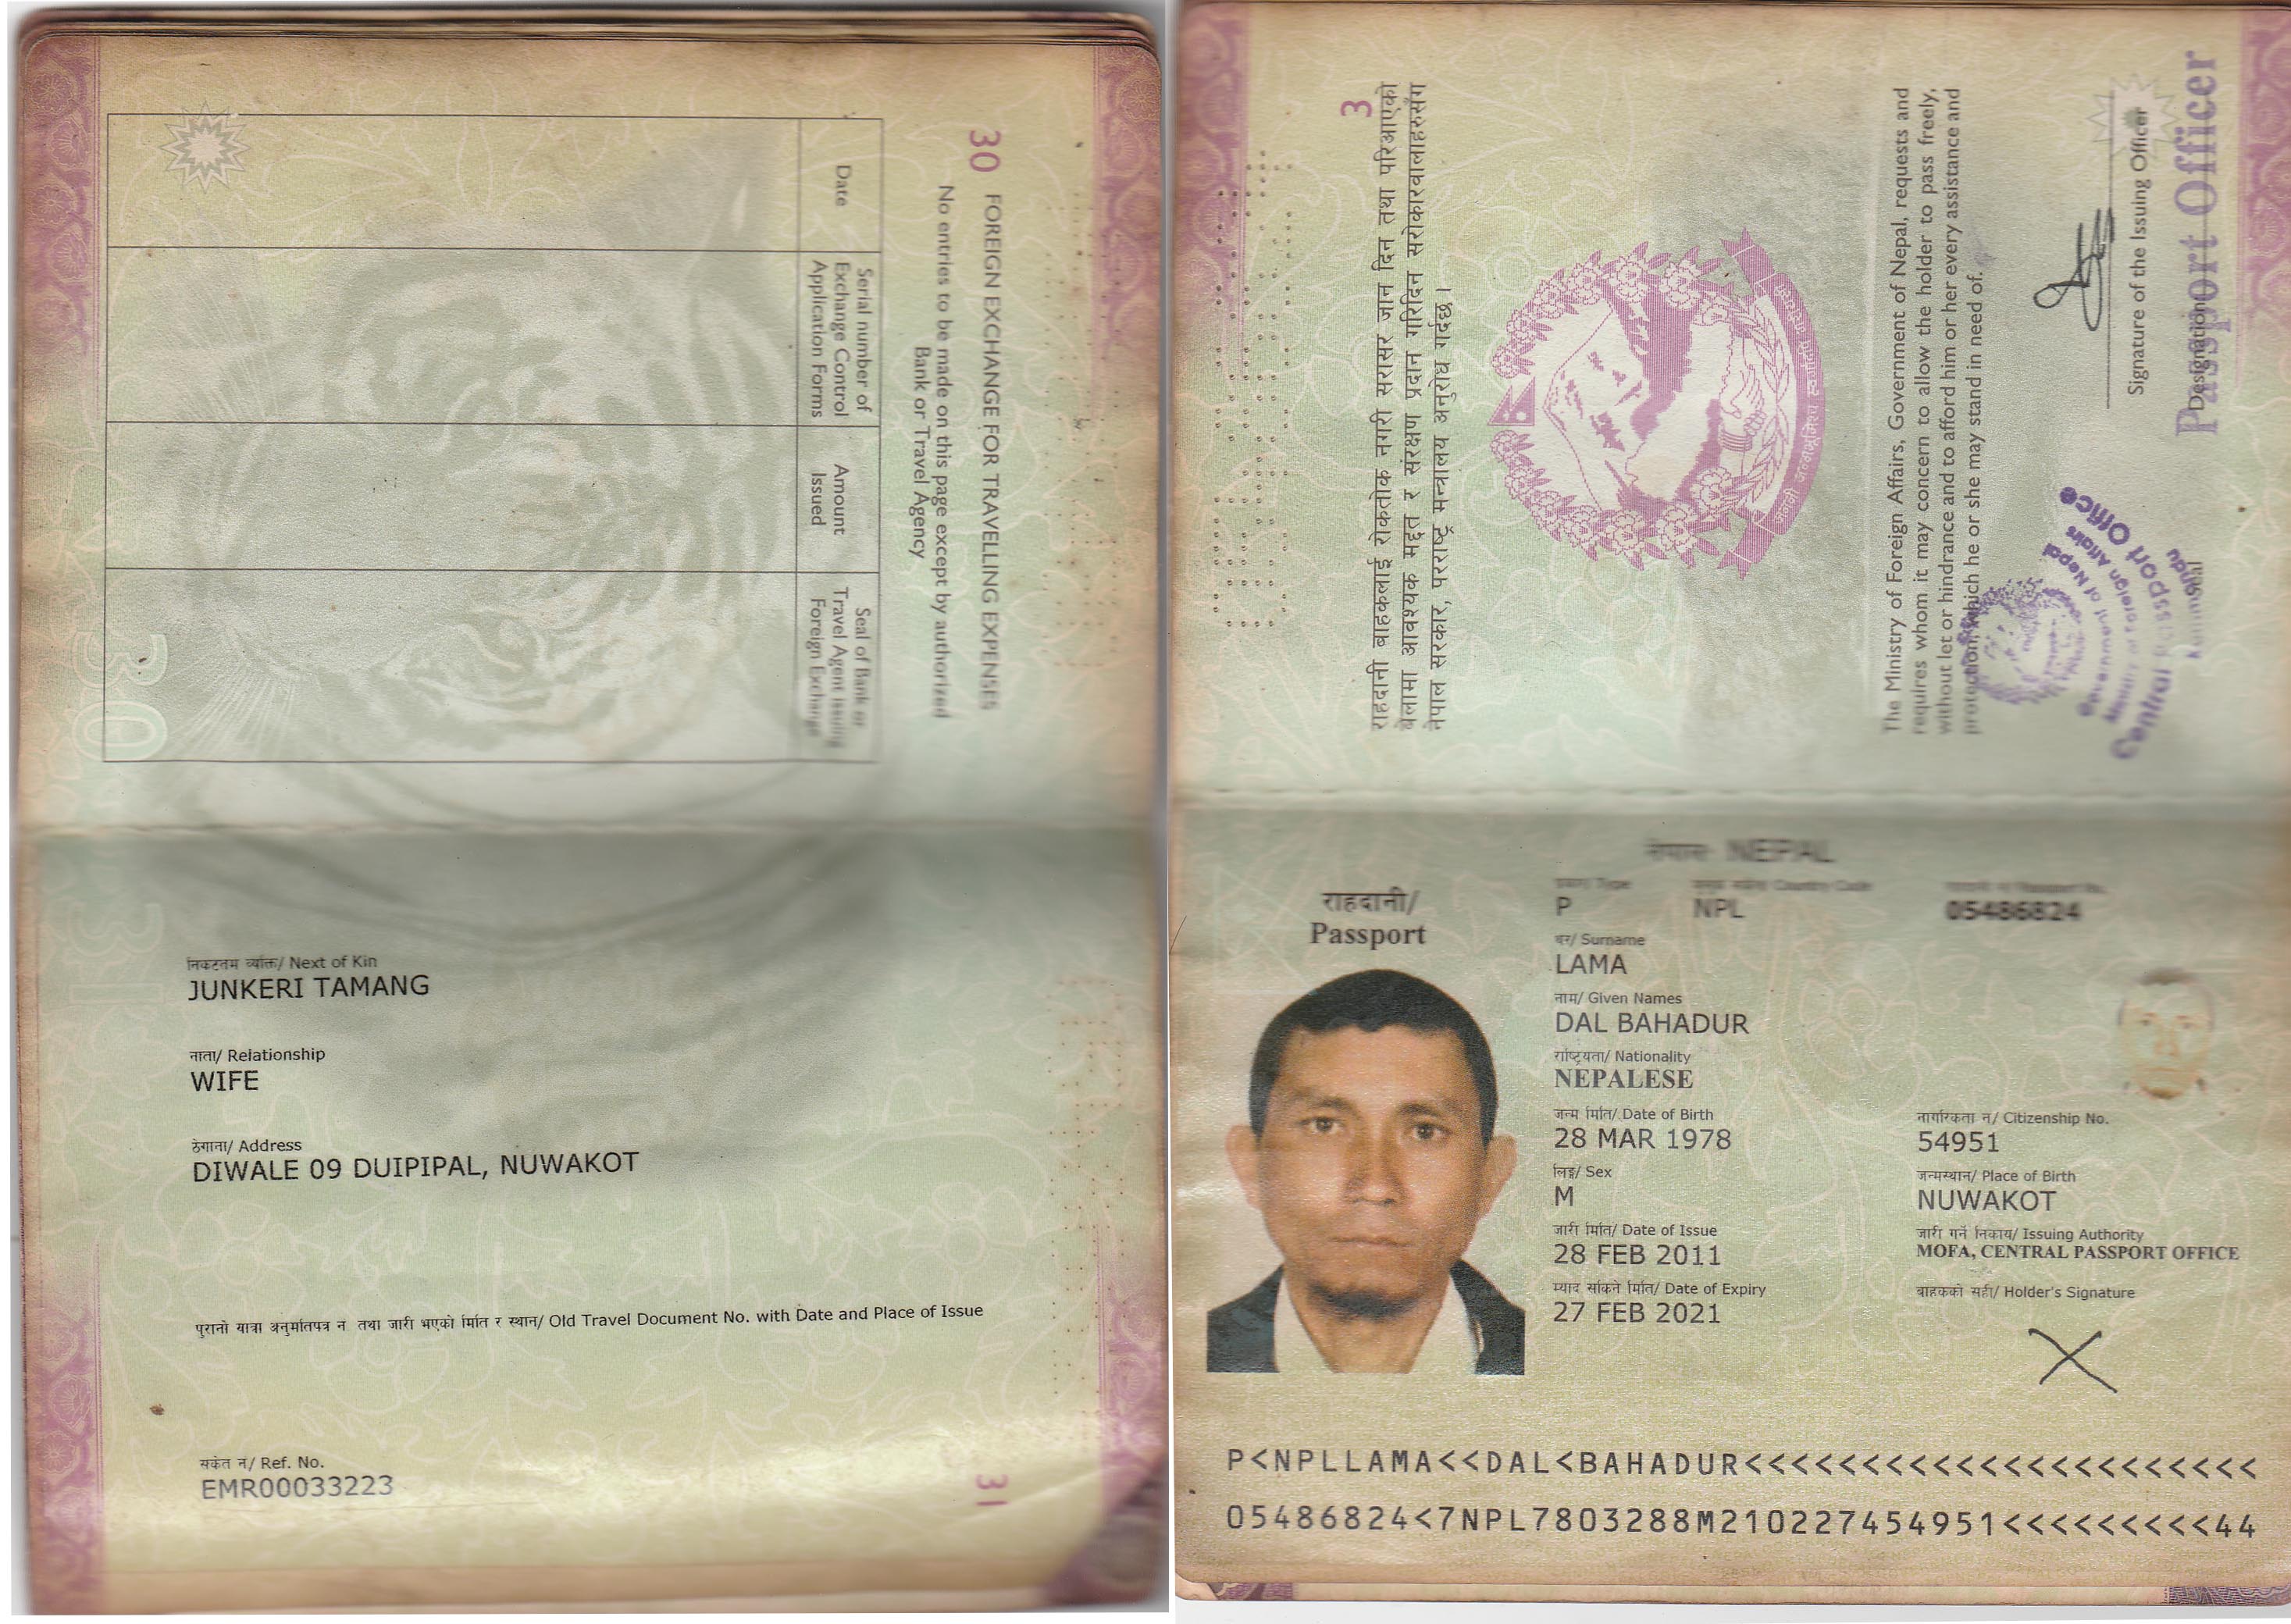 30 FOREIGN EXCHANGE FOR TRAVELLING EXPENSES
No entries to be made on this page except by authorized
Bank or Travel Agency
Date
Serial number of
Exchange Control
Application Forms
Amount
Issued
Seal of Bank or
Travel Agent issuing
Foreign Exchange
30
निकटतम व्यक्ति/ Next of Kin
JUNKERI TAMANG
नाता/ Relationship
WIFE
ठेगाना/ Address
DIWALE 09 DUIPIPAL, NUWAKOT
पुरानो यात्रा अनुमतिपत्र नं तथा जारी भएको मिति र स्थान/ Old Travel Document No. with Date and Place of Issue
संकेत नं/ Ref. No.
EMR00033223
31
3
राहदानी बाहकलाई रोकतोक नगरी सरासर जान दिन तथा परिआएको
बेलामा आवश्यक मद्दत र संरक्षण प्रदान गरिदिन सरोकारवालाहरुसँग
नेपाल सरकार, परराष्ट्र मन्त्रालय अनुरोध गर्दछ ।
The Ministry of Foreign Affairs, Government of Nepal, requests and
requires whom it may concern to allow the holder to pass freely,
without let or hindrance and to afford him or her every assistance and
protection, which he or she may stand in need of.
Signature of the Issuing Officer
Designation
Passport Officer
Government of Nepal
Ministry of Foreign Affairs
Central Passport Office
नेपाल NEPAL
राहदानी/
Passport
Type
P
Country Code
NPL
05486824
थर/ Surname
LAMA
नाम/ Given Names
DAL BAHADUR
राष्ट्रियता/ Nationality
NEPALESE
जन्म मिति/ Date of Birth
28 MAR 1978
नागरिकता नं/ Citizenship No.
54951
लिङ्ग/ Sex
M
जन्मस्थान/ Place of Birth
NUWAKOT
जारी मिति/ Date of Issue
28 FEB 2011
जारी गर्ने निकाय/ Issuing Authority
MOFA, CENTRAL PASSPORT OFFICE
म्याद सकिने मिति/ Date of Expiry
27 FEB 2021
बाहकको सही/ Holder's Signature
P<NPLLAMA<<DAL<BAHADUR<<<<<<<<<<<<<<<<<<<<<<
05486824<7NPL7803288M210227454951<<<<<<<<<44